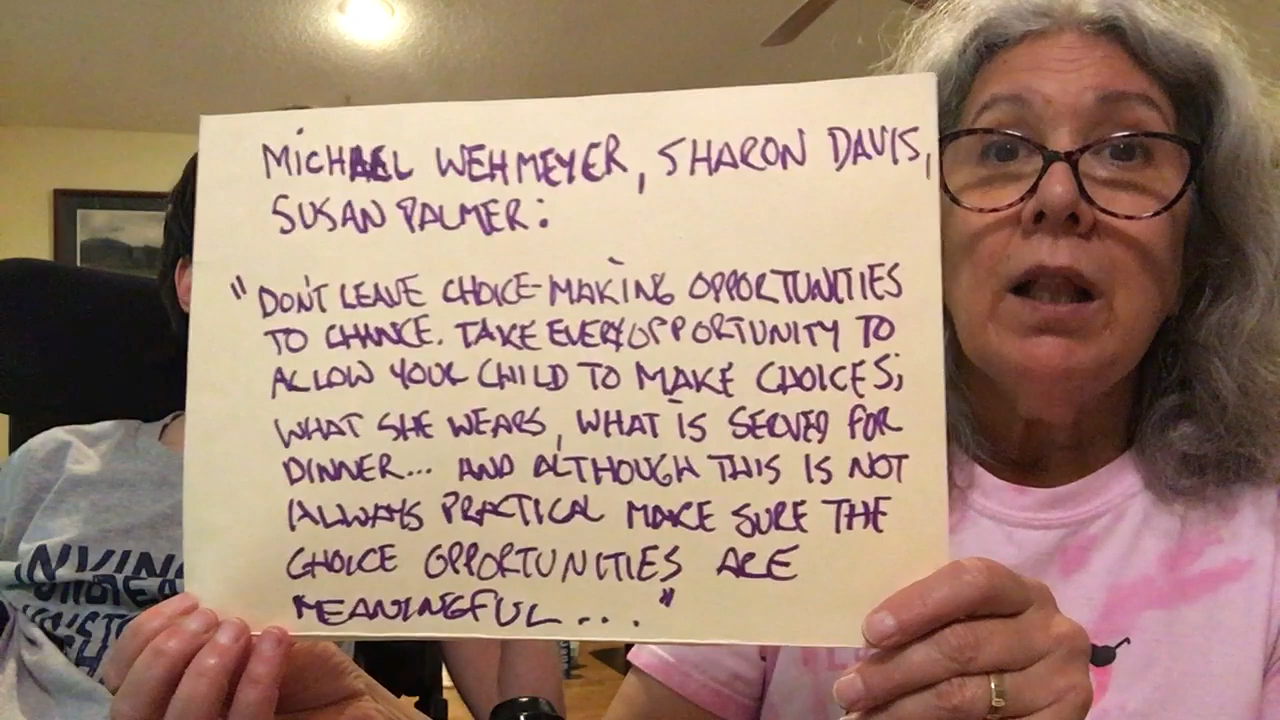 MICHAEL WEHMEYER, SHARON DAVIS,
SUSAN PALMER:
"DON'T LEAVE CHOICE-MAKING OPPORTUNITIES
TO CHANCE. TAKE EVERY OPPORTUNITY TO
ALLOW YOUR CHILD TO MAKE CHOICES;
WHAT SHE WEARS, WHAT IS SERVED FOR
DINNER... AND ALTHOUGH THIS IS NOT
ALWAYS PRACTICAL MAKE SURE THE
CHOICE OPPORTUNITIES ARE
MEANINGFUL..."